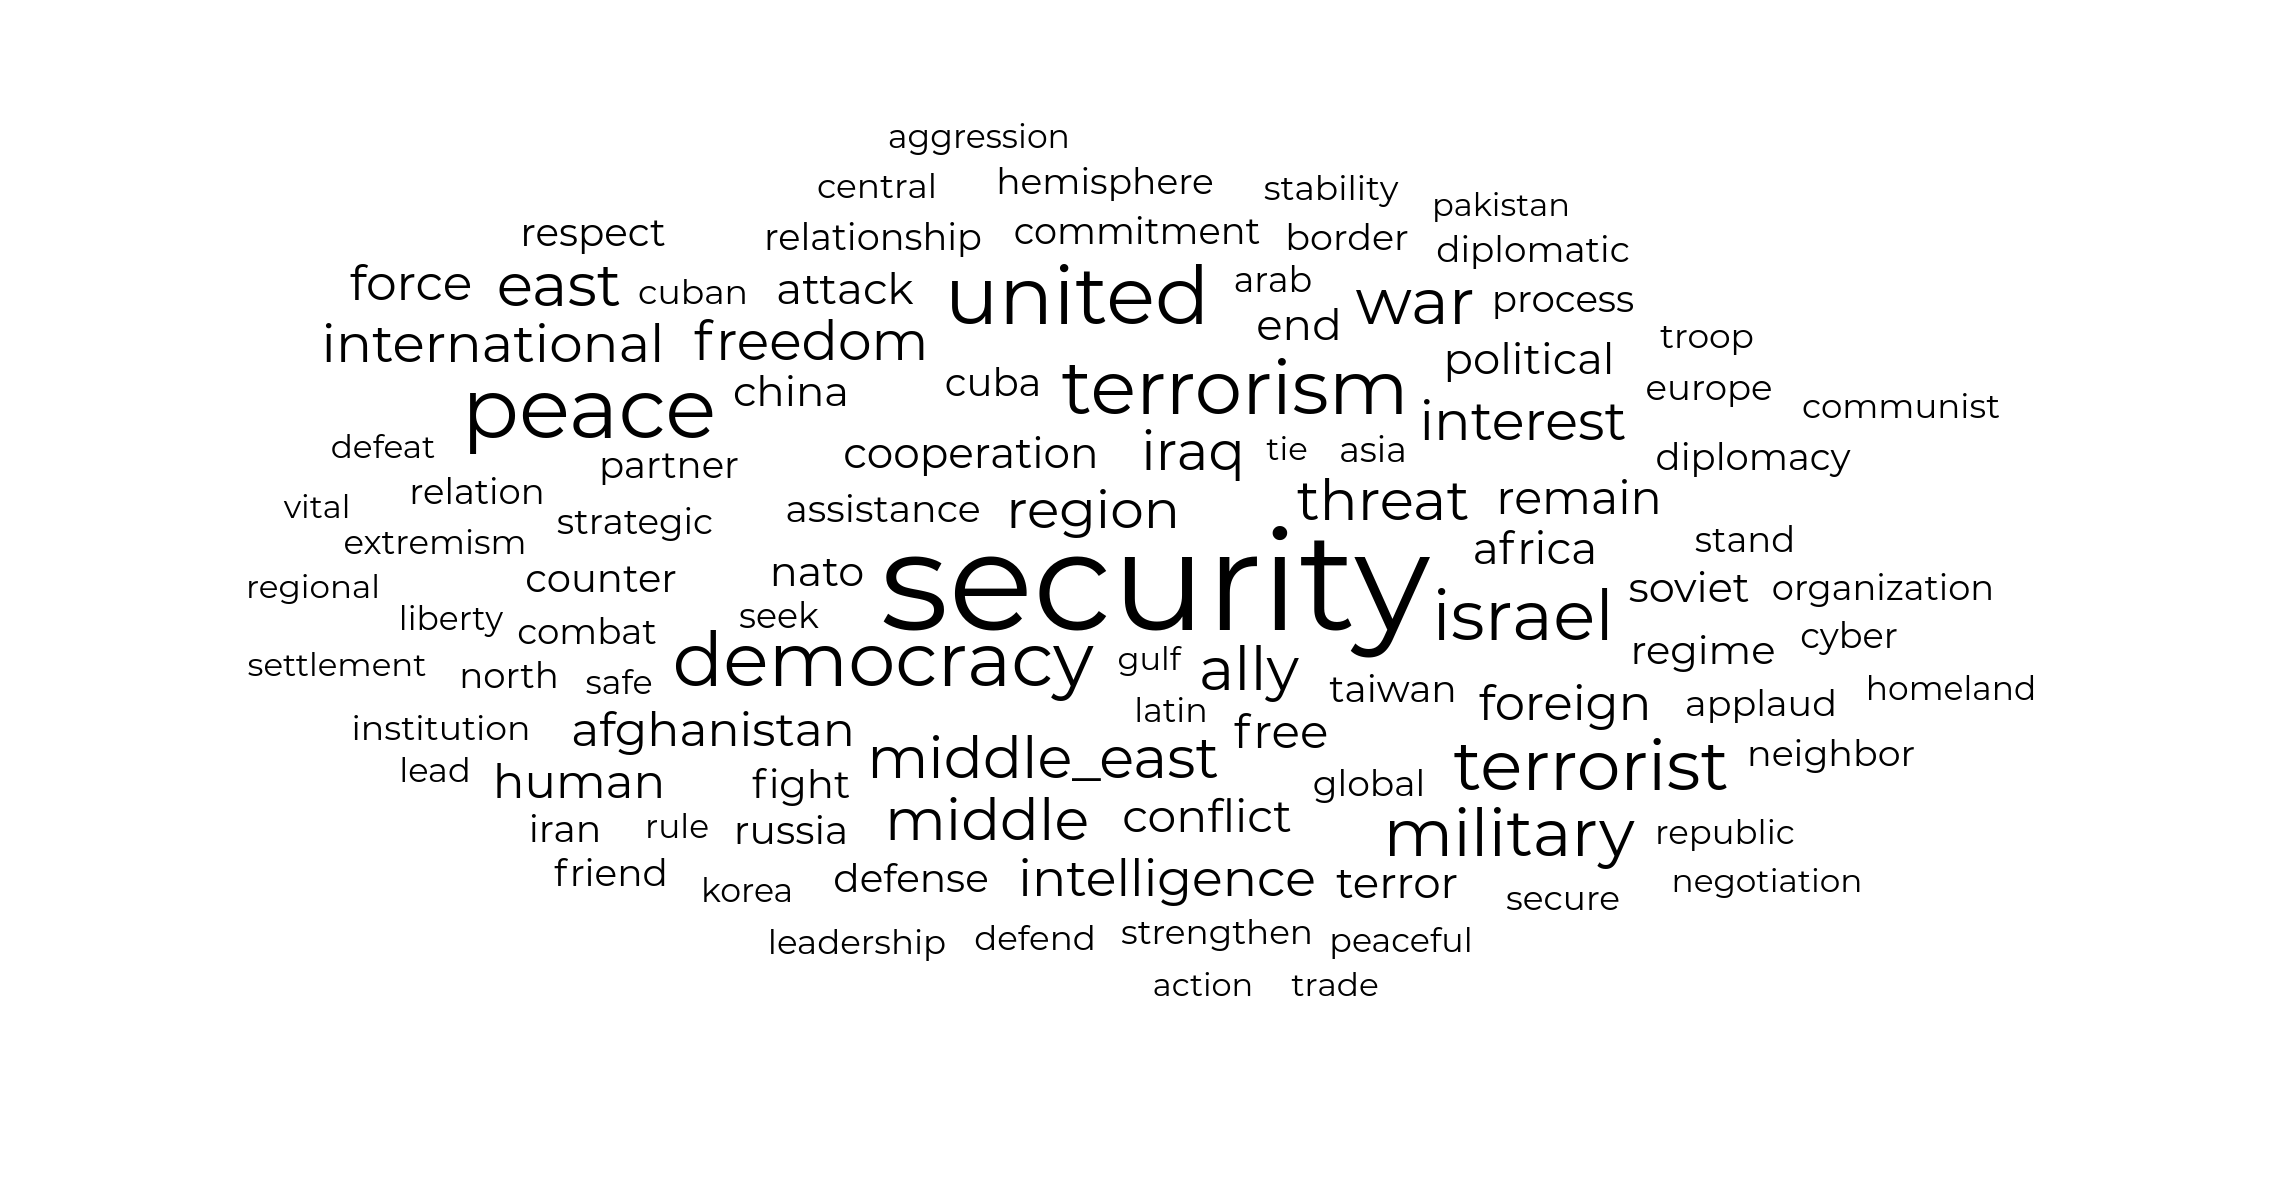 aggression
central hemisphere stability
pakistan
respect relationship commitment border diplomatic
force east cuban attack united arab war process
end
international freedom political troop
peace china cuba terrorism interest europe communist
defeat partner cooperation iraq tie asia diplomacy
vital relation strategic assistance region threat remain
extremism africa stand
regional counter nato security israel soviet organization
liberty combat seek regime cyber
settlement north safe democracy gulf ally taiwan foreign applaud homeland
latin
institution afghanistan middle_east free terrorist neighbor
lead human fight global
iran rule russia middle conflict military republic
friend korea defense intelligence terror secure negotiation
leadership defend strengthen peaceful
action trade